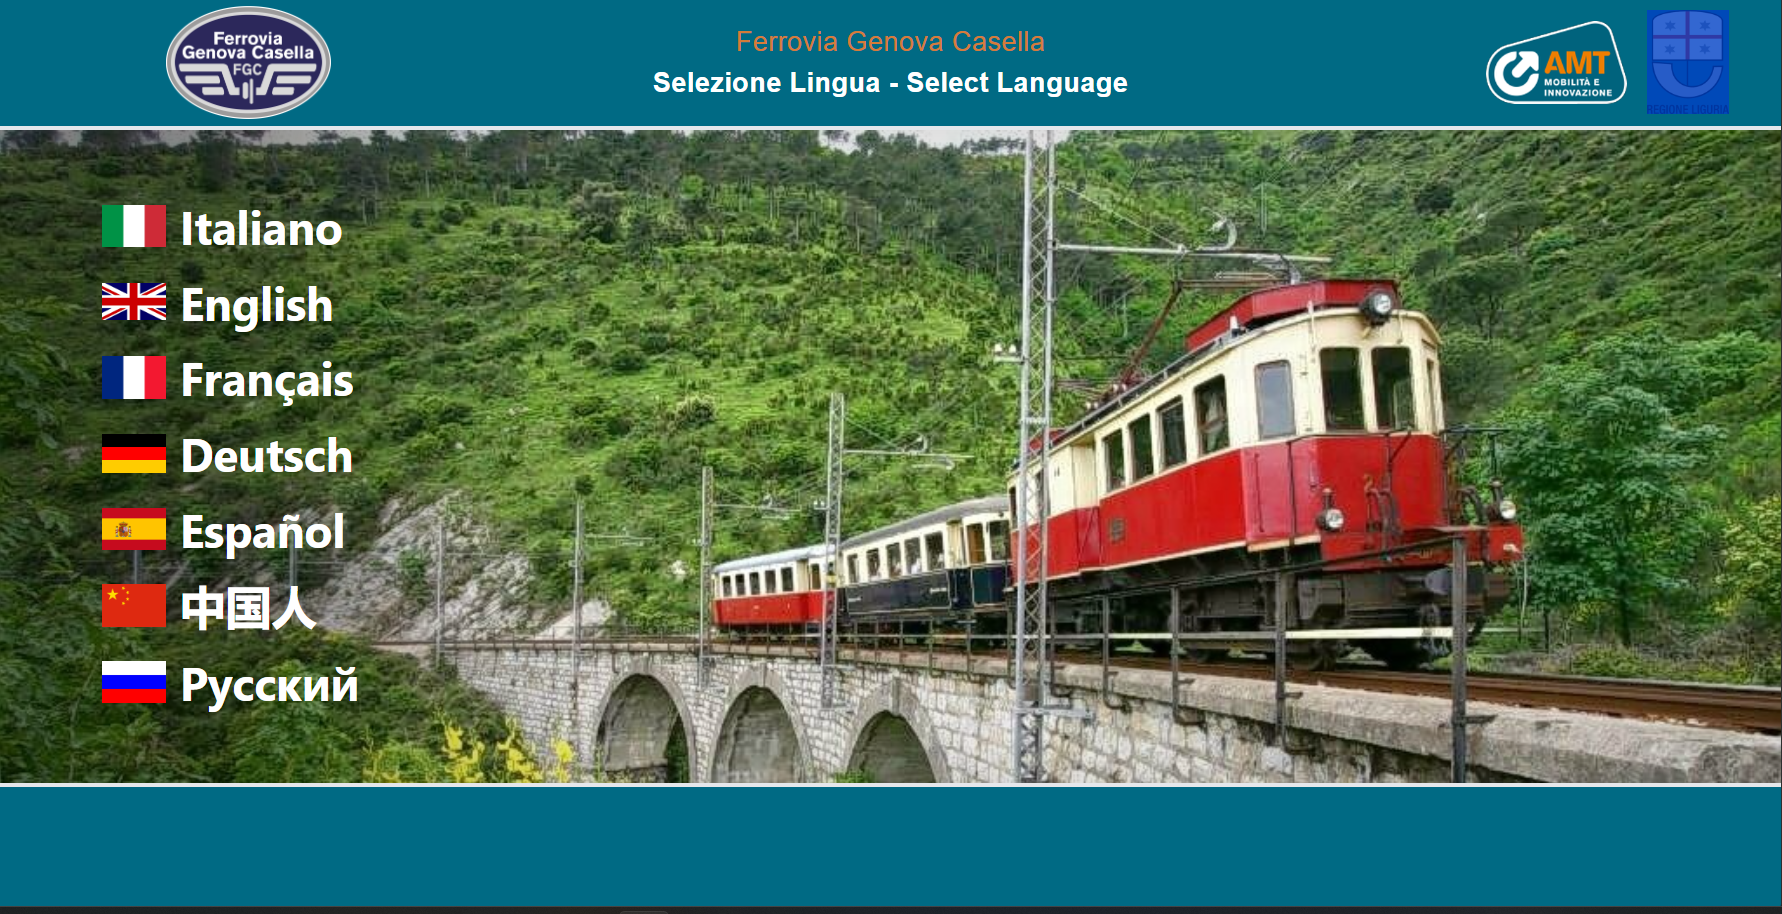 Ferrovia
Genova Casella
FGC
Ferrovia Genova Casella
Selezione Lingua - Select Language
AMT
MOBILITÀ E
INNOVAZIONE
REGIONE LIGURIA
Italiano
English
Français
Deutsch
Español
中国人
Русский